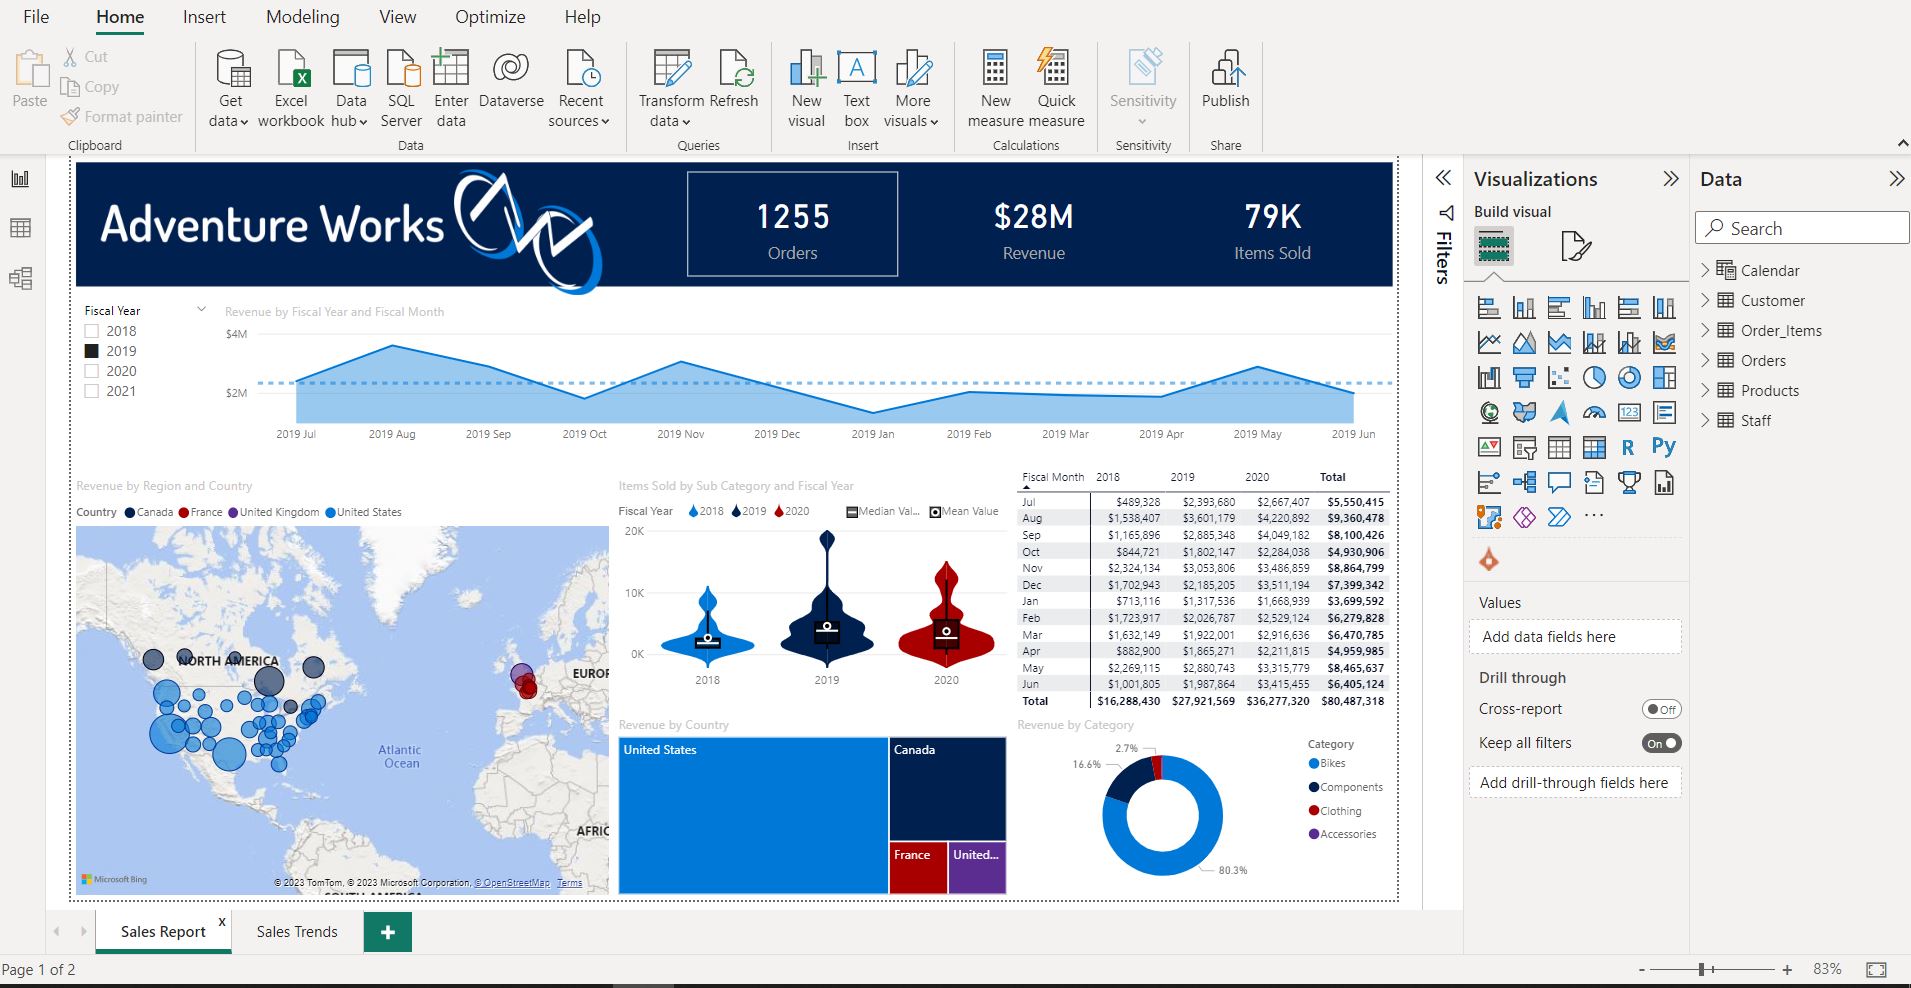 File Home Insert Modeling View Optimize Help
Paste
Cut
Copy
Format painter
Clipboard
Get data
Excel workbook
Data hub
SQL Server
Enter data
Dataverse
Recent sources
Data
Transform data
Refresh
Queries
New visual
Text box
More visuals
Insert
New measure
Quick measure
Calculations
Sensitivity
Sensitivity
Publish
Share
Adventure Works
1255
Orders
$28M
Revenue
79K
Items Sold
Fiscal Year
2018
2019
2020
2021
Revenue by Fiscal Year and Fiscal Month
$4M
$2M
2019 Jul 2019 Aug 2019 Sep 2019 Oct 2019 Nov 2019 Dec 2019 Jan 2019 Feb 2019 Mar 2019 Apr 2019 May 2019 Jun
Revenue by Region and Country
Country Canada France United Kingdom United States
NORTH AMERICA
EUROP
Atlantic
Ocean
AFRIC
Microsoft Bing
© 2023 TomTom, © 2023 Microsoft Corporation, © OpenStreetMap Terms
SOUTH AMERICA
Items Sold by Sub Category and Fiscal Year
Fiscal Year 2018 2019 2020 Median Val... Mean Value
20K
10K
0K
2018 2019 2020
Fiscal Month 2018 2019 2020 Total
Jul $489,328 $2,393,680 $2,667,407 $5,550,415
Aug $1,538,407 $3,601,179 $4,220,892 $9,360,478
Sep $1,165,896 $2,885,348 $4,049,182 $8,100,426
Oct $844,721 $1,802,147 $2,284,038 $4,930,906
Nov $2,324,134 $3,053,806 $3,486,859 $8,864,799
Dec $1,702,943 $2,185,205 $3,511,194 $7,399,342
Jan $713,116 $1,317,536 $1,668,939 $3,699,592
Feb $1,723,917 $2,026,787 $2,529,124 $6,279,828
Mar $1,632,149 $1,922,001 $2,916,636 $6,470,785
Apr $882,900 $1,865,271 $2,211,815 $4,959,985
May $2,269,115 $2,880,743 $3,315,779 $8,465,637
Jun $1,001,805 $1,987,864 $3,415,455 $6,405,124
Total $16,288,430 $27,921,569 $36,277,320 $80,487,318
Revenue by Country
United States
Canada
France
United...
Revenue by Category
2.7%
16.6%
80.3%
Category
Bikes
Components
Clothing
Accessories
Filters
Visualizations
Build visual
123
R
Py
...
Values
Add data fields here
Drill through
Cross-report Off
Keep all filters On
Add drill-through fields here
Data
Search
Calendar
Customer
Order_Items
Orders
Products
Staff
Sales Report x
Sales Trends
+
Page 1 of 2
- + 83%